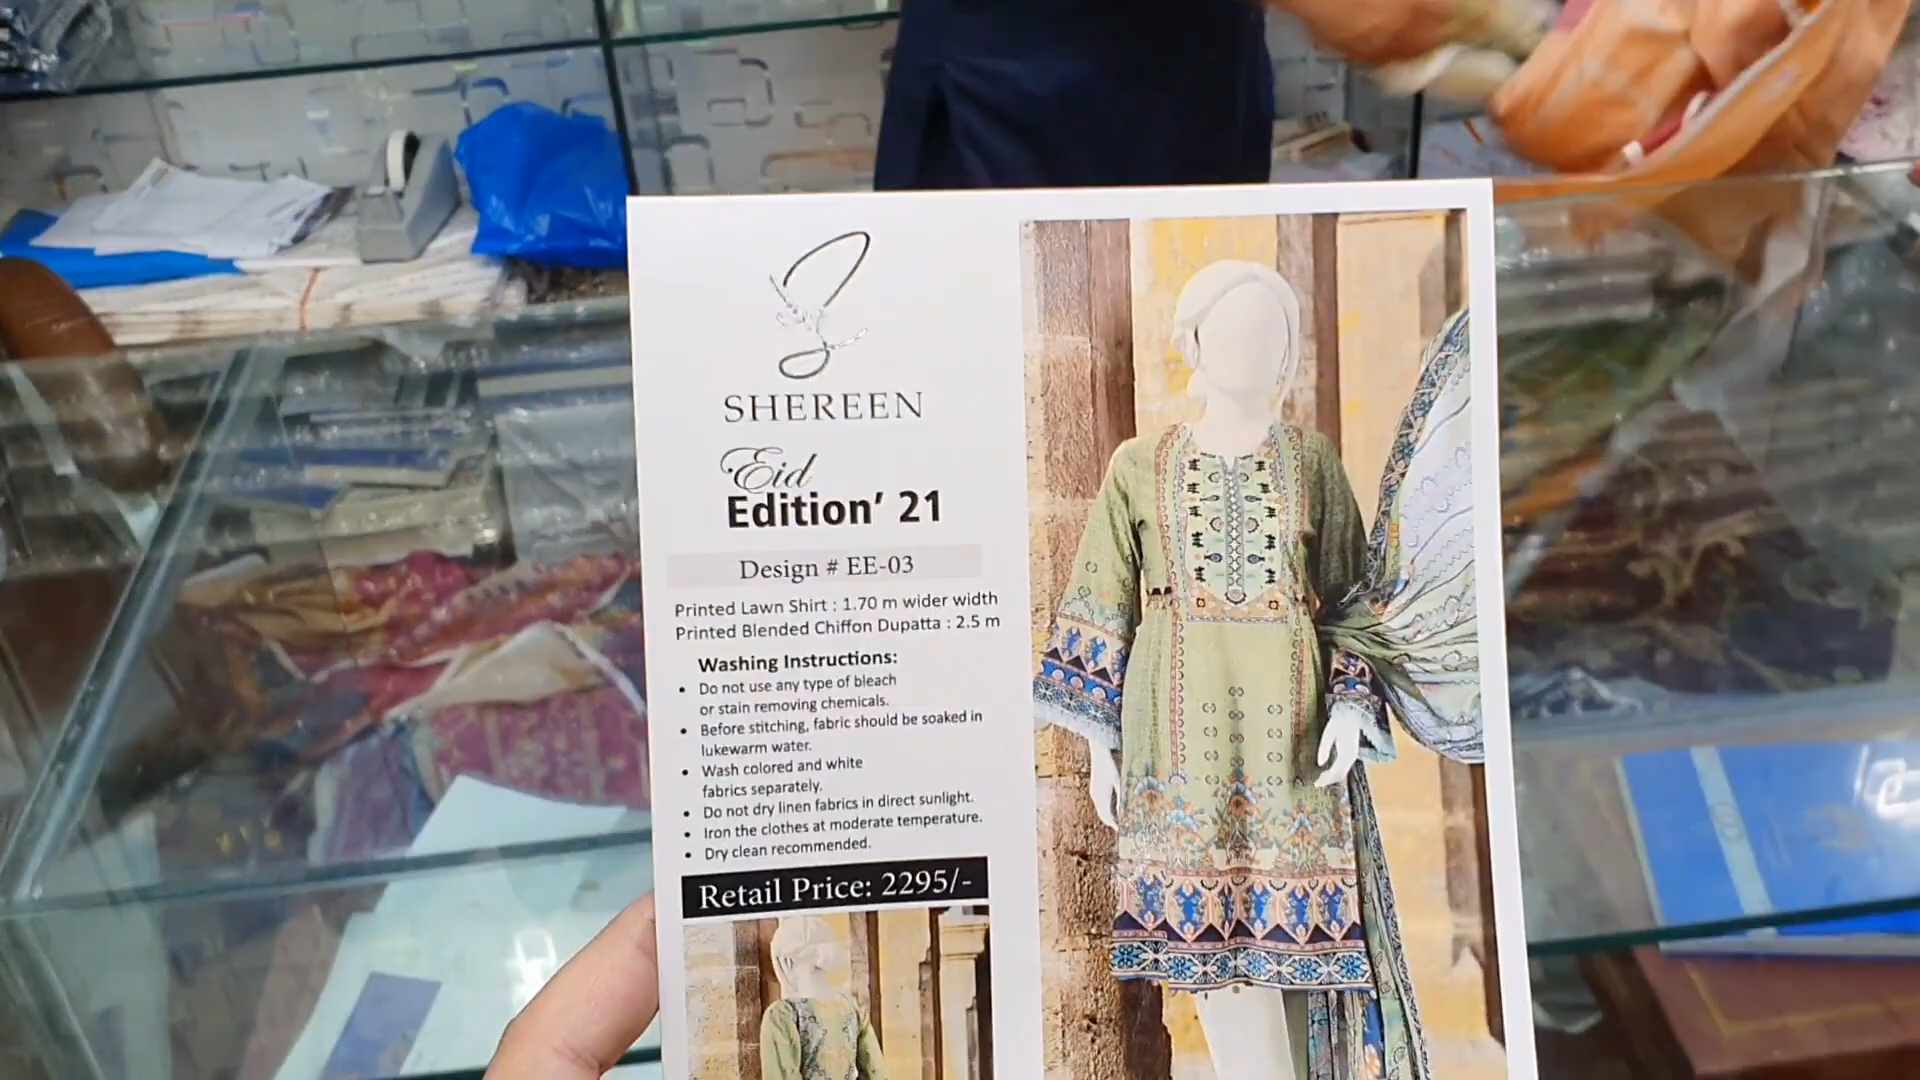 SHEREEN
Eid
Edition' 21
Design # EE-03
Printed Lawn Shirt : 1.70 m wider width
Printed Blended Chiffon Dupatta : 2.5 m
Washing Instructions:
• Do not use any type of bleach
or stain removing chemicals.
• Before stitching, fabric should be soaked in
lukewarm water.
• Wash colored and white
fabrics separately.
• Do not dry linen fabrics in direct sunlight.
• Iron the clothes at moderate temperature.
• Dry clean recommended.
Retail Price: 2295/-